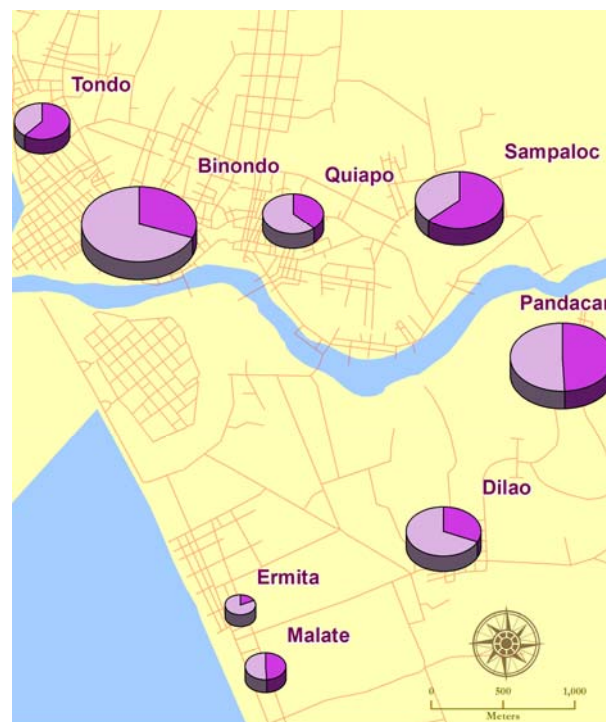 Tondo
Binondo
Quiapo
Sampaloc
Pandacan
Dilao
Ermita
Malate
0 500 1,000
Meters